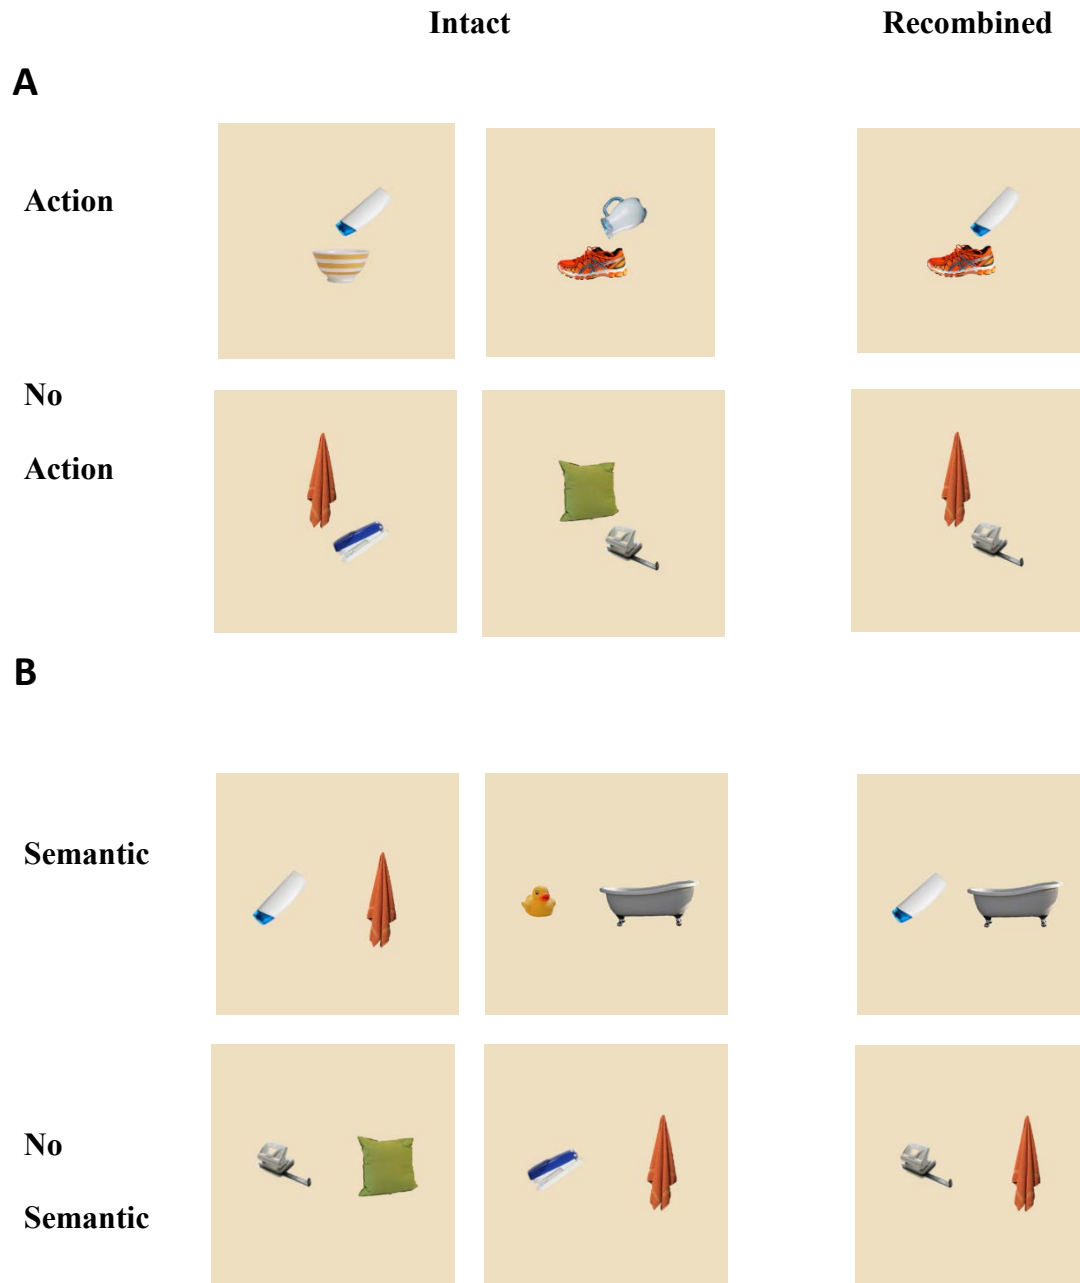 Intact
Recombined
A
Action
No
Action
B
Semantic
No
Semantic